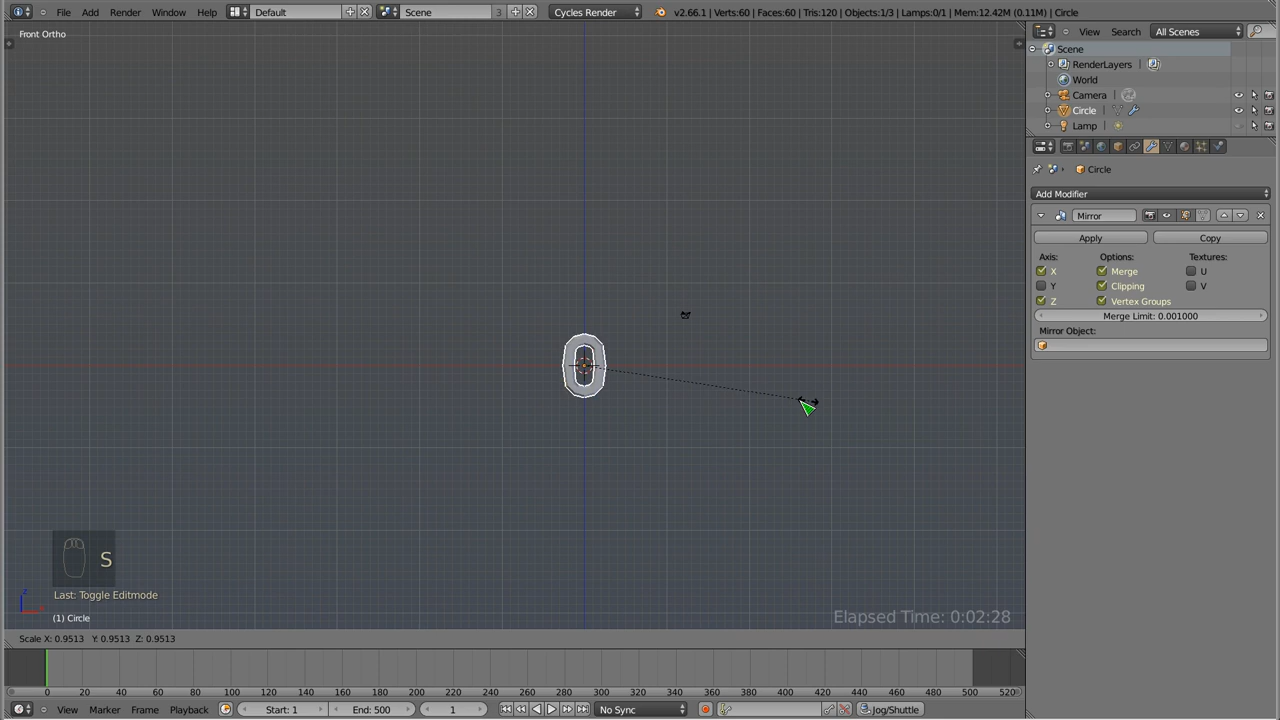 File Add Render Window Help Default Scene 3 Cycles Render v2.66.1 | Verts:60 | Faces:60 | Tris:120 | Objects:1/3 | Lamps:0/1 | Mem:12.42M (0.11M) | Circle
Front Ortho
View Search All Scenes
Scene
RenderLayers |
World
Camera |
Circle |
Lamp |
Circle
Add Modifier
Mirror
Apply Copy
Axis: Options: Textures:
X Merge U
Y Clipping V
Z Vertex Groups
Merge Limit: 0.001000
Mirror Object:
S
Last: Toggle Editmode
z
(1) Circle
Elapsed Time: 0:02:28
Scale X: 0.9513 Y: 0.9513 Z: 0.9513
0 20 40 60 80 100 120 140 160 180 200 220 240 260 280 300 320 340 360 380 400 420 440 460 480 500 520
View Marker Frame Playback Start: 1 End: 500 1 No Sync Jog/Shuttle